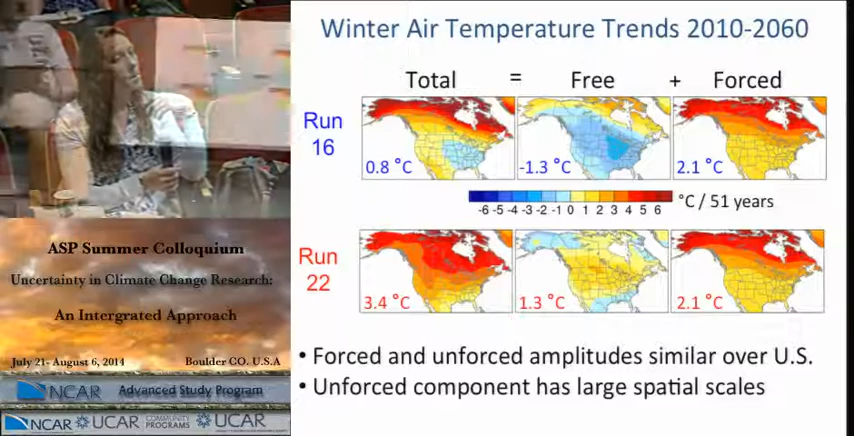 Winter Air Temperature Trends 2010-2060
Total = Free + Forced
Run 16
0.8 °C
-1.3 °C
2.1 °C
-6 -5 -4 -3 -2 -1 0 1 2 3 4 5 6 °C / 51 years
Run 22
3.4 °C
1.3 °C
2.1 °C
• Forced and unforced amplitudes similar over U.S.
• Unforced component has large spatial scales
ASP Summer Colloquium
Uncertainty in Climate Change Research:
An Intergrated Approach
July 21- August 6, 2014 Boulder CO. U.S.A
NCAR Advanced Study Program
NCAR UCAR COMMUNITY PROGRAMS UCAR